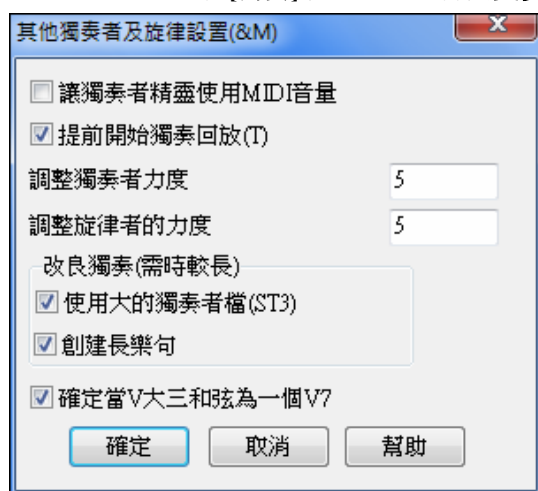 其他獨奏者及旋律設置(&M)
讓獨奏者精靈使用MIDI音量
提前開始獨奏回放(T)
調整獨奏者力度 5
調整旋律者的力度 5
改良獨奏(需時較長)
使用大的獨奏者檔(ST3)
創建長樂句
確定當V大三和弦為一個V7
確定 取消 幫助